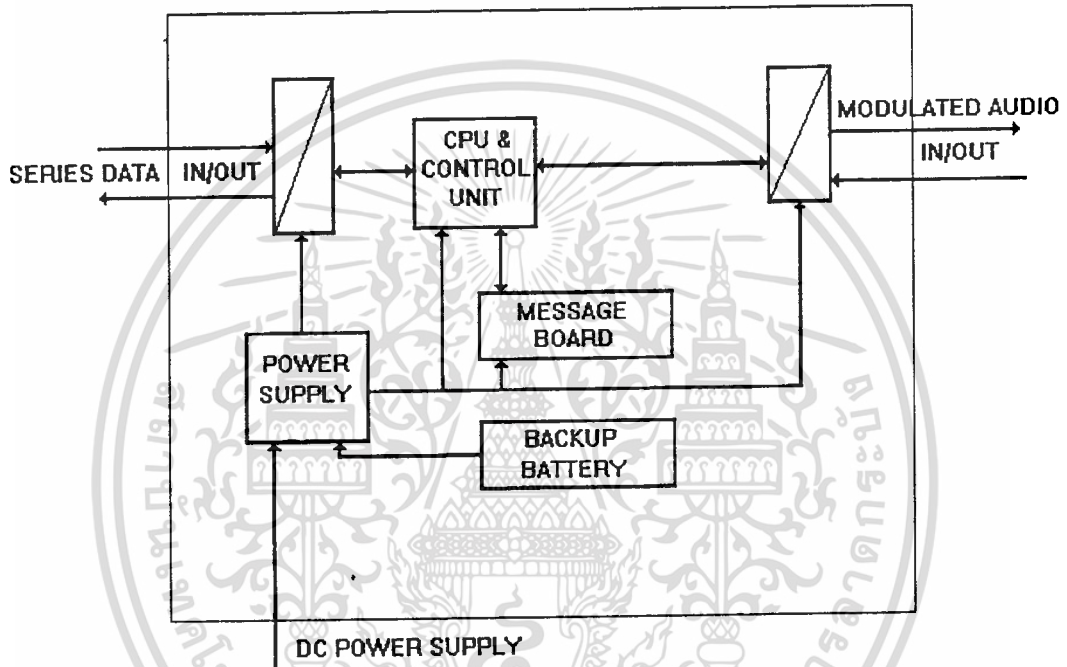 MODULATED AUDIO
IN/OUT
CPU &
CONTROL
UNIT
SERIES DATA IN/OUT
MESSAGE
BOARD
POWER
SUPPLY
BACKUP
BATTERY
DC POWER SUPPLY